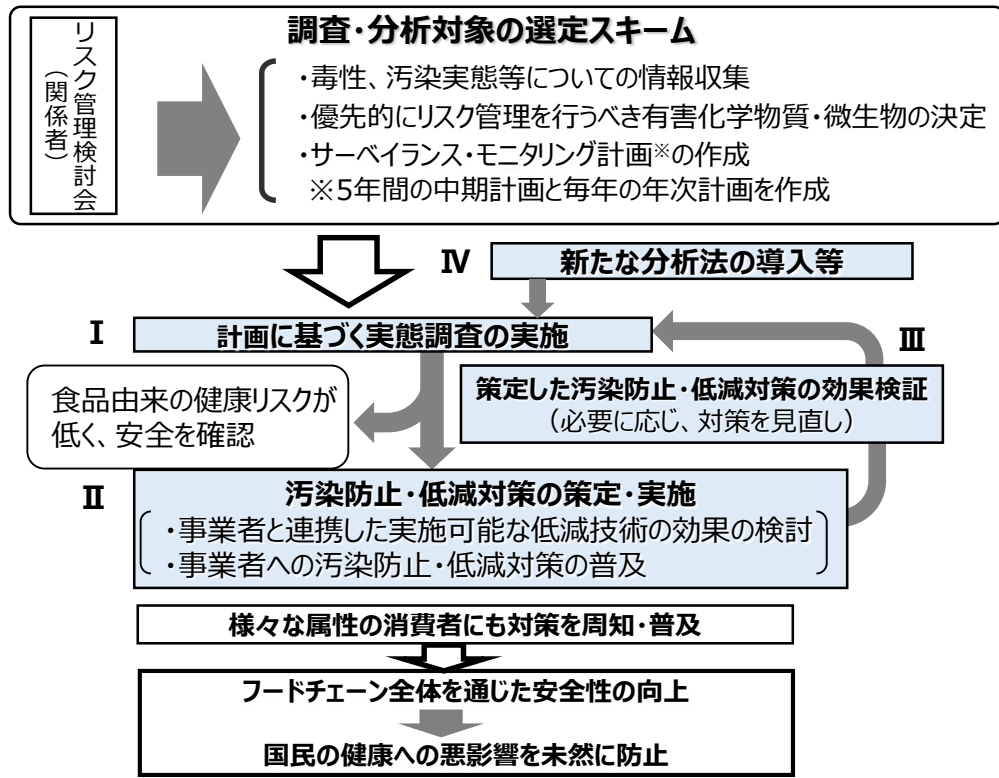 リスク管理検討会
（関係者）
調査・分析対象の選定スキーム
・毒性、汚染実態等についての情報収集
・優先的にリスク管理を行うべき有害化学物質・微生物の決定
・サーベイランス・モニタリング計画※の作成
※5年間の中期計画と毎年の年次計画を作成
Ⅳ
新たな分析法の導入等
Ⅰ
計画に基づく実態調査の実施
Ⅲ
食品由来の健康リスクが
低く、安全を確認
策定した汚染防止・低減対策の効果検証
（必要に応じ、対策を見直し）
Ⅱ
汚染防止・低減対策の策定・実施
・事業者と連携した実施可能な低減技術の効果の検討
・事業者への汚染防止・低減対策の普及
様々な属性の消費者にも対策を周知・普及
フードチェーン全体を通じた安全性の向上
国民の健康への悪影響を未然に防止